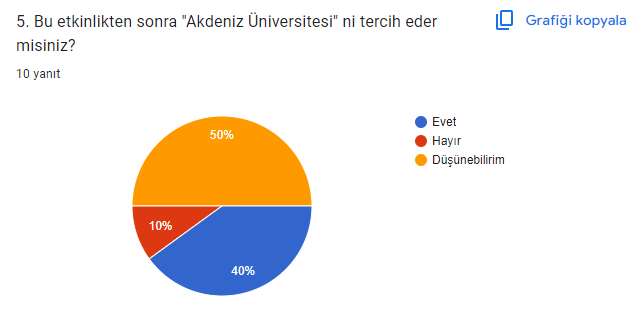 5. Bu etkinlikten sonra "Akdeniz Üniversitesi" ni tercih eder
misiniz?
Grafiği kopyala
10 yanıt
Evet
Hayır
Düşünebilirim
50%
10%
40%